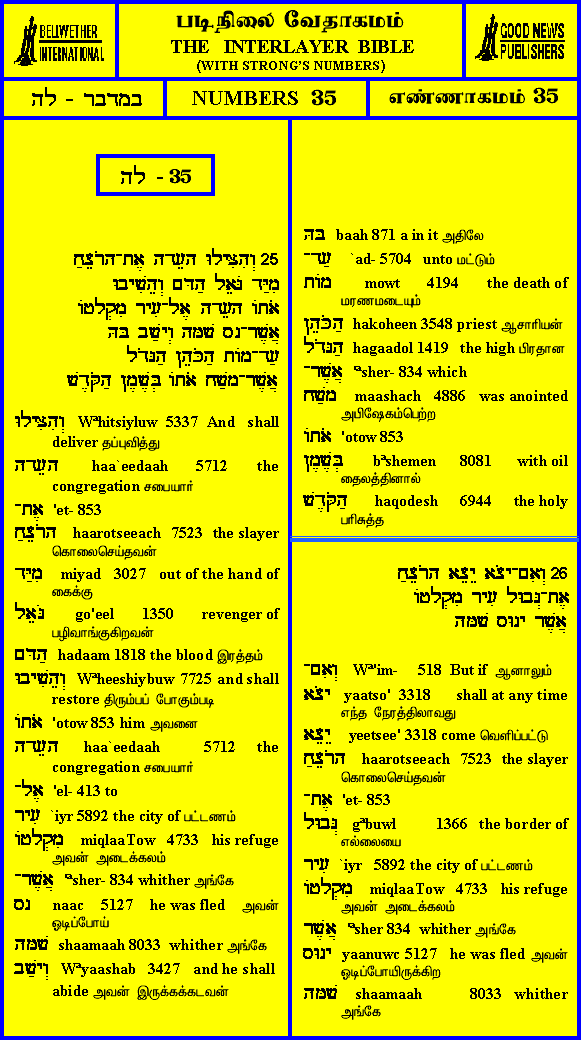 BELLWETHER
INTERNATIONAL
படிநிலை வேதாகமம்
THE INTERLAYER BIBLE
(WITH STRONG'S NUMBERS)
GOOD NEWS
PUBLISHERS
במדבר - לה
NUMBERS 35
எண்ணாகமம் 35
לה - 35
25 וְהִצִּילוּ הָעֵדָה אֶת־הָרֹצֵחַ
מִיַּד גֹּאֵל הַדָּם וְהֵשִׁיבוּ
אֹתוֹ הָעֵדָה אֶל־עִיר מִקְלָטוֹ
אֲשֶׁר־נָס שָׁמָּה וְיָשַׁב בָּהּ
עַד־מוֹת הַכֹּהֵן הַגָּדֹל
אֲשֶׁר־מָשַׁח אֹתוֹ בְּשֶׁמֶן הַקֹּדֶשׁ
וְהִצִּילוּ Wªhitsiyluw 5337 And shall
deliver தப்புவித்து
הָעֵדָה haa`eedaah 5712 the
congregation சபையார்
אֶת־ 'et- 853
הָרֹצֵחַ haarotseeach 7523 the slayer
கொலைசெய்தவன்
מִיַּד miyad 3027 out of the hand of
கைக்கு
גֹּאֵל go'eel 1350 revenger of
பழிவாங்குகிறவன்
הַדָּם hadaam 1818 the blood இரத்தம்
וְהֵשִׁיבוּ Wªheeshiybuw 7725 and shall
restore திரும்பப் போகும்படி
אֹתוֹ 'otow 853 him அவனை
הָעֵדָה haa`eedaah 5712 the
congregation சபையார்
אֶל־ 'el- 413 to
עִיר `iyr 5892 the city of பட்டணம்
מִקְלָטוֹ miqlaaTow 4733 his refuge
அவன் அடைக்கலம்
אֲשֶׁר־ ªsher- 834 whither அங்கே
נָס naac 5127 he was fled அவன்
ஓடிப்போய்
שָׁמָּה shaamaah 8033 whither அங்கே
וְיָשַׁב Wªyaashab 3427 and he shall
abide அவன் இருக்கக்கடவன்
בָּהּ baah 871 a in it அதிலே
עַד־ `ad- 5704 unto மட்டும்
מוֹת mowt 4194 the death of
மரணமடையும்
הַכֹּהֵן hakoheen 3548 priest ஆசாரியன்
הַגָּדֹל hagaadol 1419 the high பிரதான
אֲשֶׁר־ ªsher- 834 which
מָשַׁח maashach 4886 was anointed
அபிஷேகம்பெற்ற
אֹתוֹ 'otow 853
בְּשֶׁמֶן bªshemen 8081 with oil
தைலத்தினால்
הַקֹּדֶשׁ haqodesh 6944 the holy
பரிசுத்த
26 וְאִם־יָצֹא יֵצֵא הָרֹצֵחַ
אֶת־גְּבוּל עִיר מִקְלָטוֹ
אֲשֶׁר יָנוּס שָׁמָּה
וְאִם־ Wª'im- 518 But if ஆனாலும்
יָצֹא yaatso' 3318 shall at any time
எந்த நேரத்திலாவது
יֵצֵא yeetsee' 3318 come வெளிப்பட்டு
הָרֹצֵחַ haarotseeach 7523 the slayer
கொலைசெய்தவன்
אֶת־ 'et- 853
גְּבוּל gªbuwl 1366 the border of
எல்லையை
עִיר `iyr 5892 the city of பட்டணம்
מִקְלָטוֹ miqlaaTow 4733 his refuge
அவன் அடைக்கலம்
אֲשֶׁר ªsher 834 whither அங்கே
יָנוּס yaanuwc 5127 he was fled அவன்
ஓடிப்போயிருக்கிற
שָׁמָּה shaamaah 8033 whither
அங்கே